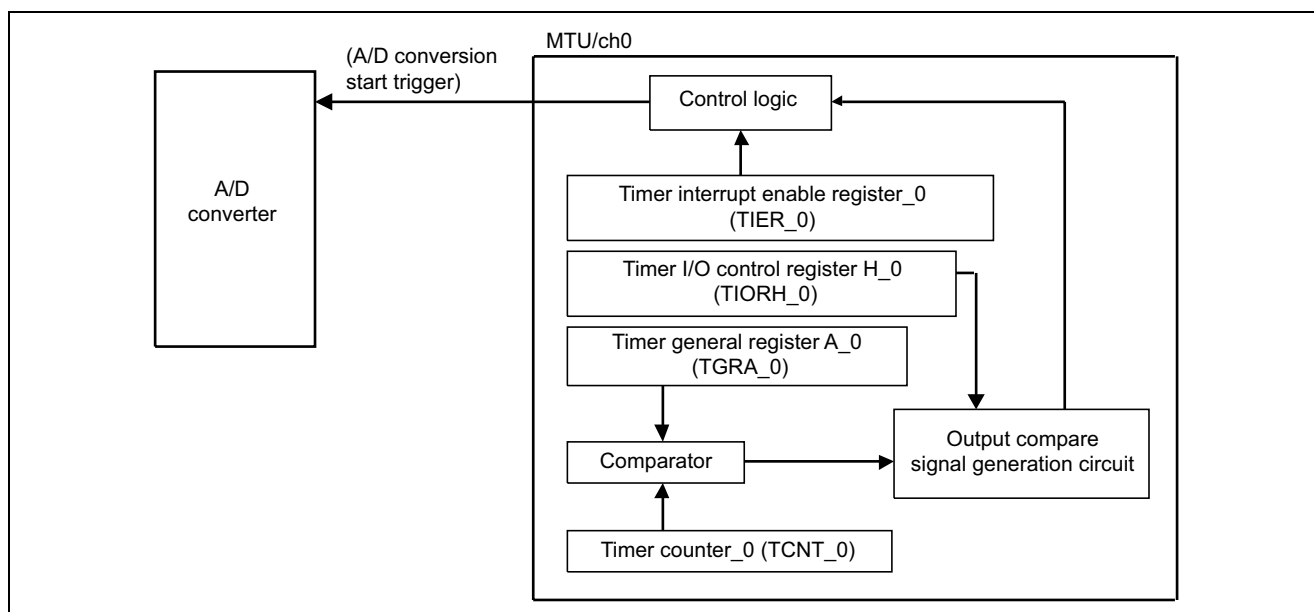 MTU/ch0
(A/D conversion
start trigger)
Control logic
A/D
converter
Timer interrupt enable register_0
(TIER_0)
Timer I/O control register H_0
(TIORH_0)
Timer general register A_0
(TGRA_0)
Comparator
Output compare
signal generation circuit
Timer counter_0 (TCNT_0)